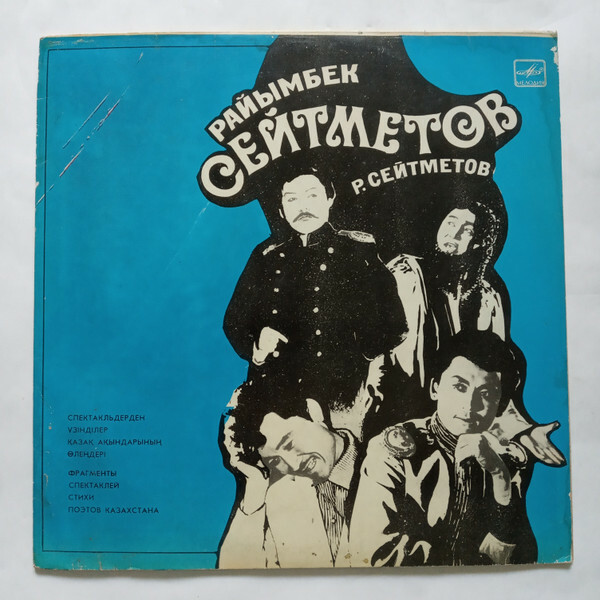 РАЙЫМБЕК
СЕЙТМЕТОВ
Р. СЕЙТМЕТОВ
МЕЛОДИЯ
СПЕКТАКЛЬДЕРДЕН
ҮЗІНДІЛЕР
ҚАЗАҚ АҚЫНДАРЫНЫҢ
ӨЛЕҢДЕРІ
ФРАГМЕНТЫ
СПЕКТАКЛЕЙ
СТИХИ
ПОЭТОВ КАЗАХСТАНА